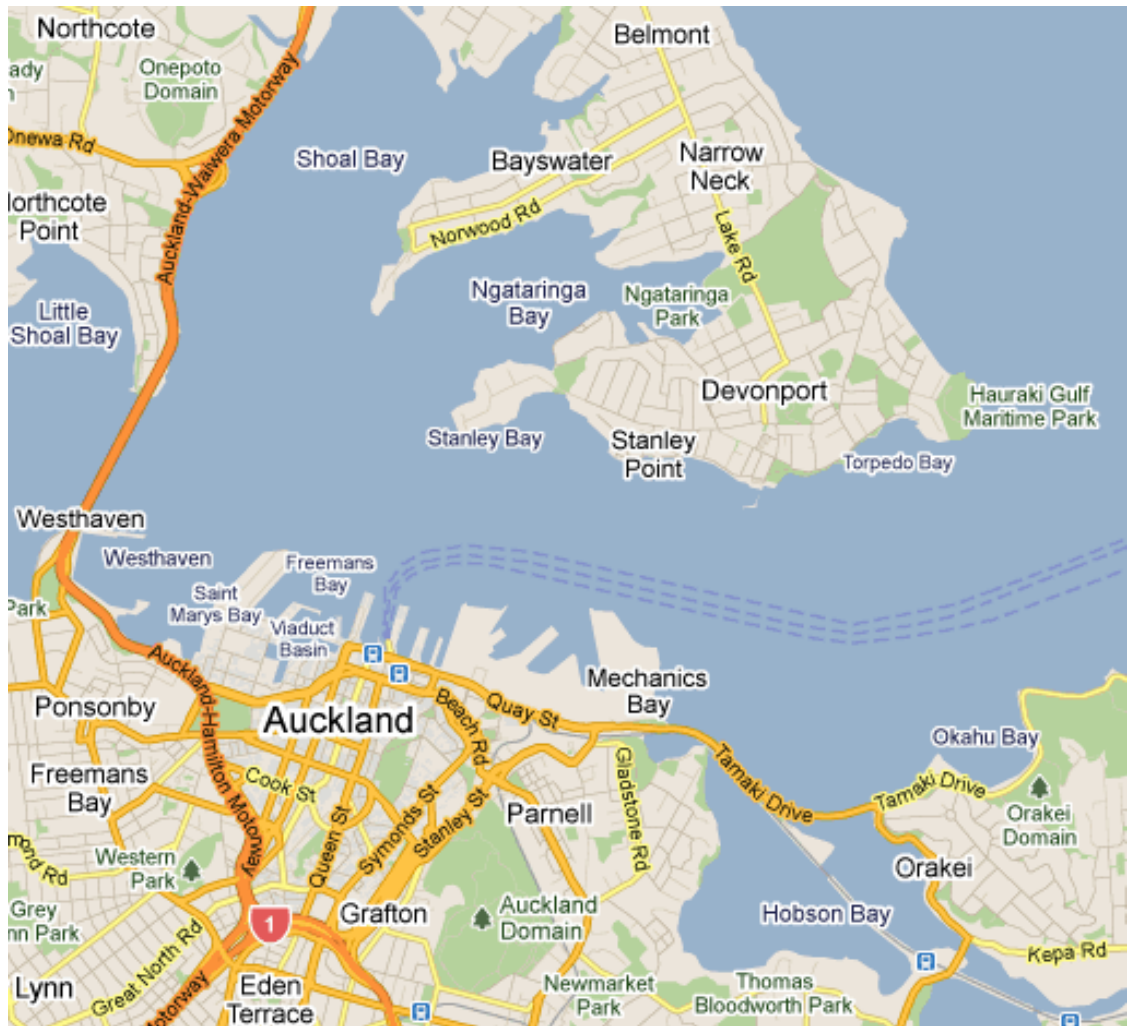 Northcote
Belmont
Onepoto
Domain
ady
Onewa Rd
Auckland-Waiwera Motorway
Shoal Bay
Bayswater
Narrow
Neck
Northcote
Point
Norwood Rd
Lake Rd
Little
Shoal Bay
Ngataringa
Bay
Ngataringa
Park
Devonport
Hauraki Gulf
Maritime Park
Stanley Bay
Stanley
Point
Torpedo Bay
Westhaven
Westhaven
Freemans
Bay
Saint
Marys Bay
Park
Viaduct
Basin
Auckland-Hamilton Motorway
Mechanics
Bay
Ponsonby
Auckland
Quay St
Beach Rd
Okahu Bay
Freemans
Bay
Cook St
Tamaki Drive
Tamaki Drive
Gladstone Rd
Parnell
Orakei
Domain
Queen St
Symonds St
Stanley St
mond Rd
Western
Park
Orakei
Grey
nn Park
Grafton
Auckland
Domain
Hobson Bay
1
Great North Rd
Kepa Rd
Lynn
Eden
Terrace
Newmarket
Park
Thomas
Bloodworth Park
otorway